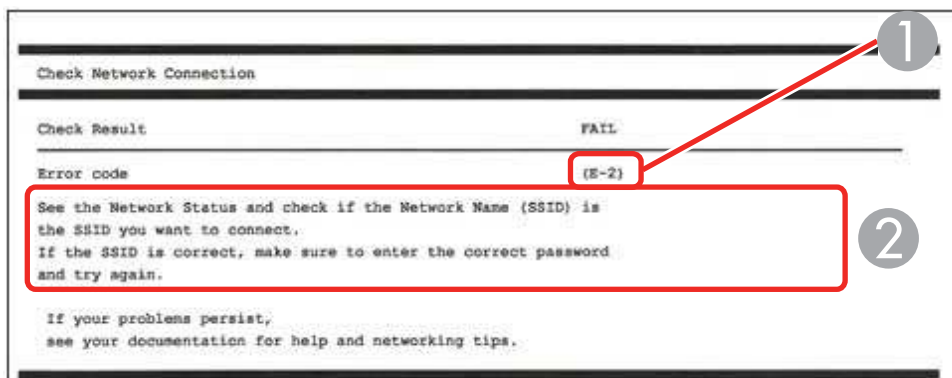 1
Check Network Connection
Check Result FAIL
Error code (E-2)
See the Network Status and check if the Network Name (SSID) is
the SSID you want to connect.
If the SSID is correct, make sure to enter the correct password
and try again.
2
If your problems persist,
see your documentation for help and networking tips.